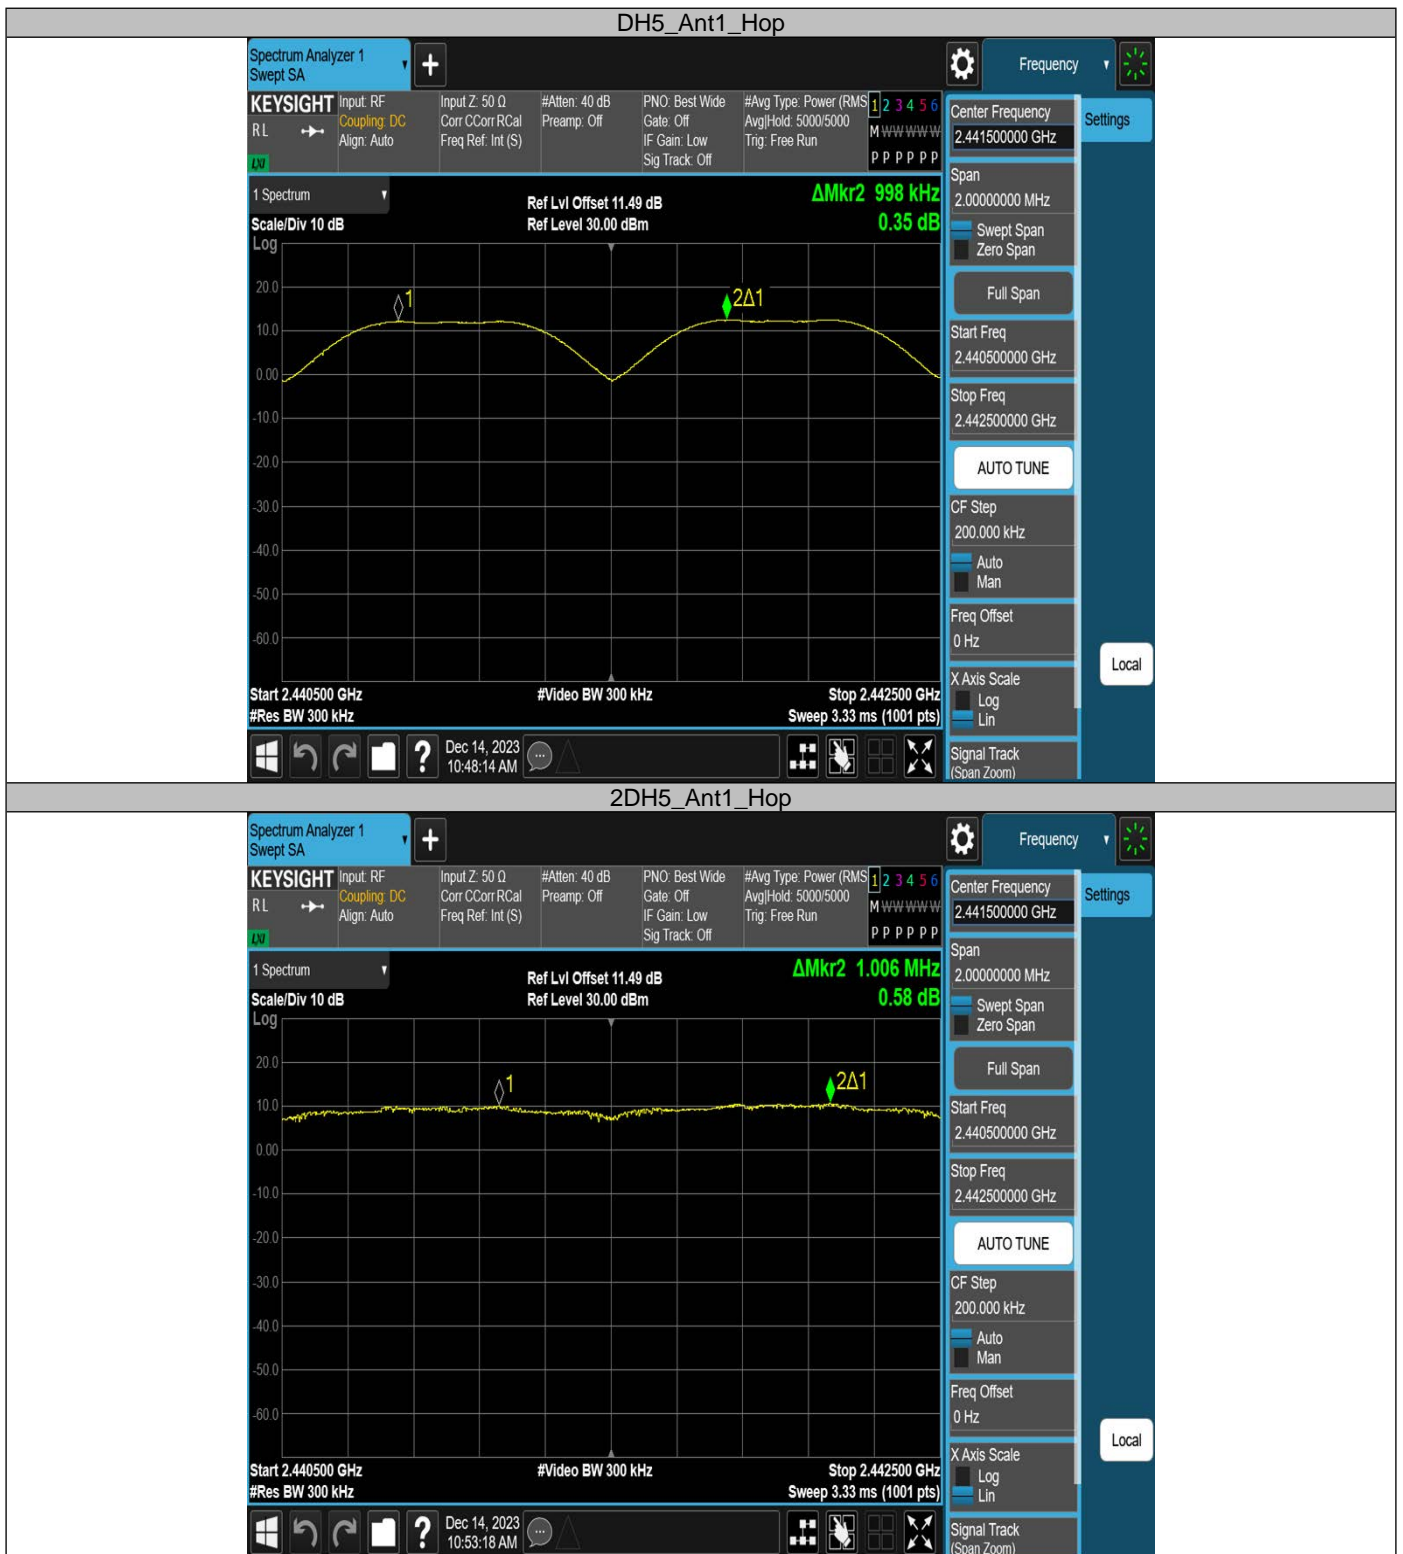 DH5_Ant1_Hop
Spectrum Analyzer 1
Swept SA
+
Frequency
KEYSIGHT
R L
LXI
Input: RF
Coupling: DC
Align: Auto
Input Z: 50 Ω
Corr CCorr RCal
Freq Ref: Int (S)
#Atten: 40 dB
Preamp: Off
PNO: Best Wide
Gate: Off
IF Gain: Low
Sig Track: Off
#Avg Type: Power (RMS
Avg|Hold: 5000/5000
Trig: Free Run
1 2 3 4 5 6
M W W W W W
P P P P P P
Center Frequency
2.441500000 GHz
Settings
1 Spectrum
Scale/Div 10 dB
Log
Ref Lvl Offset 11.49 dB
Ref Level 30.00 dBm
ΔMkr2 998 kHz
0.35 dB
Span
2.00000000 MHz
Swept Span
Zero Span
Full Span
Start Freq
2.440500000 GHz
Stop Freq
2.442500000 GHz
AUTO TUNE
CF Step
200.000 kHz
Auto
Man
Freq Offset
0 Hz
X Axis Scale
Log
Lin
Signal Track
(Span Zoom)
Local
1
2Δ1
20.0
10.0
0.00
-10.0
-20.0
-30.0
-40.0
-50.0
-60.0
Start 2.440500 GHz
#Res BW 300 kHz
#Video BW 300 kHz
Stop 2.442500 GHz
Sweep 3.33 ms (1001 pts)
?
Dec 14, 2023
10:48:14 AM
2DH5_Ant1_Hop
Spectrum Analyzer 1
Swept SA
+
Frequency
KEYSIGHT
R L
LXI
Input: RF
Coupling: DC
Align: Auto
Input Z: 50 Ω
Corr CCorr RCal
Freq Ref: Int (S)
#Atten: 40 dB
Preamp: Off
PNO: Best Wide
Gate: Off
IF Gain: Low
Sig Track: Off
#Avg Type: Power (RMS
Avg|Hold: 5000/5000
Trig: Free Run
1 2 3 4 5 6
M W W W W W
P P P P P P
Center Frequency
2.441500000 GHz
Settings
1 Spectrum
Scale/Div 10 dB
Log
Ref Lvl Offset 11.49 dB
Ref Level 30.00 dBm
ΔMkr2 1.006 MHz
0.58 dB
Span
2.00000000 MHz
Swept Span
Zero Span
Full Span
Start Freq
2.440500000 GHz
Stop Freq
2.442500000 GHz
AUTO TUNE
CF Step
200.000 kHz
Auto
Man
Freq Offset
0 Hz
X Axis Scale
Log
Lin
Signal Track
(Span Zoom)
Local
1
2Δ1
20.0
10.0
0.00
-10.0
-20.0
-30.0
-40.0
-50.0
-60.0
Start 2.440500 GHz
#Res BW 300 kHz
#Video BW 300 kHz
Stop 2.442500 GHz
Sweep 3.33 ms (1001 pts)
?
Dec 14, 2023
10:53:18 AM